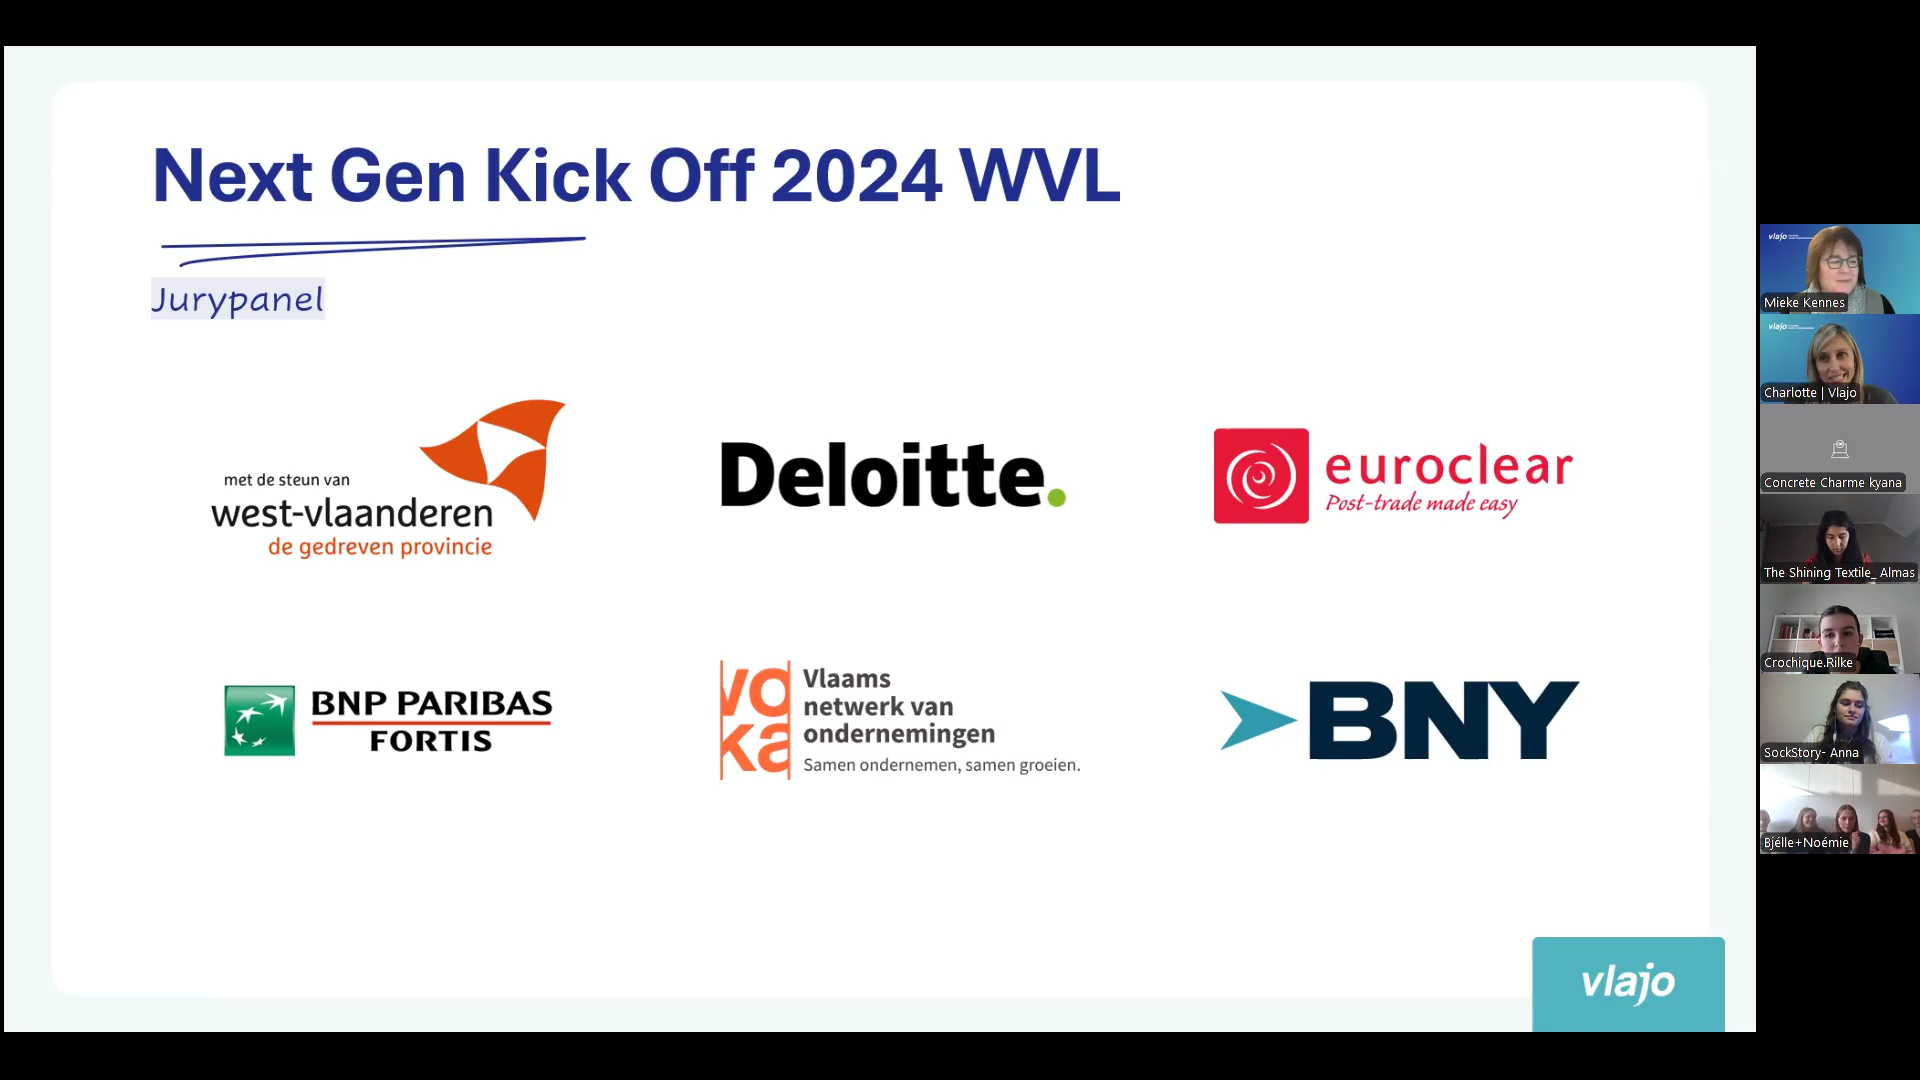 Next Gen Kick Off 2024 WVL
Jurypanel
met de steun van
west-vlaanderen
de gedreven provincie
Deloitte.
euroclear
Post-trade made easy
BNP PARIBAS
FORTIS
vo
ka
Vlaams
netwerk van
ondernemingen
Samen ondernemen, samen groeien.
BNY
vlajo
vlajo
Mieke Kennes
vlajo
Charlotte | Vlajo
Concrete Charme kyana
The Shining Textile_ Almas
Crochique.Rilke
SockStory- Anna
Bjélle+Noémie